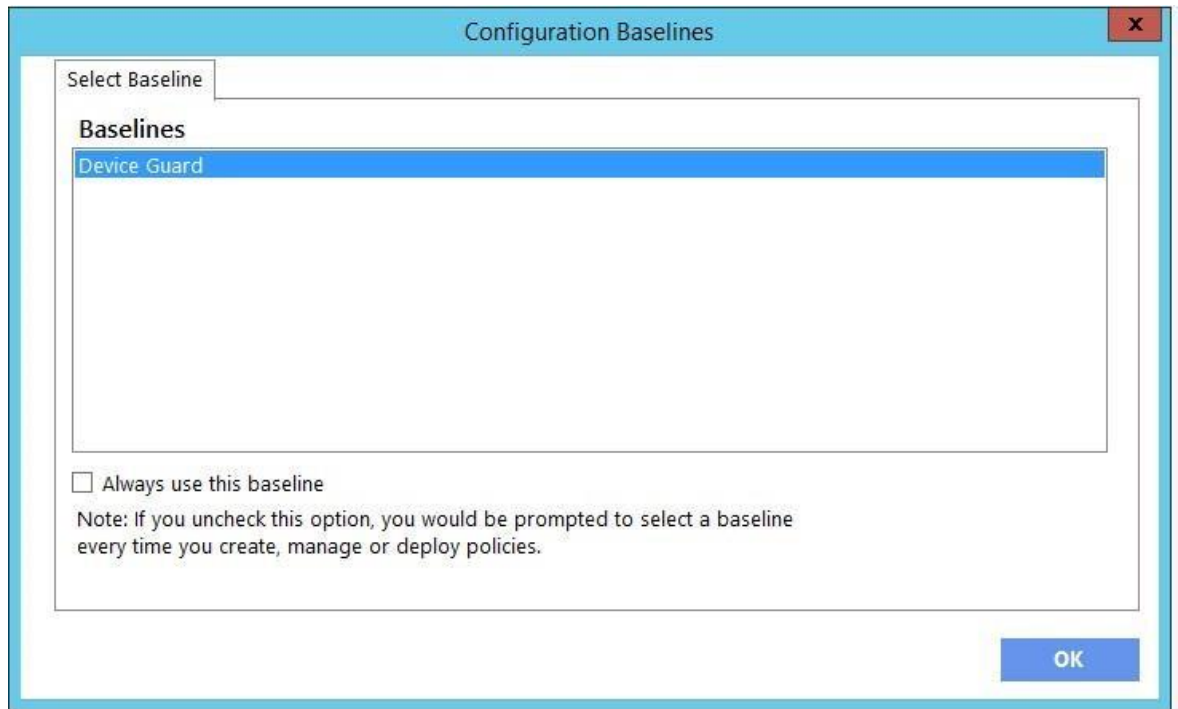 Configuration Baselines
x
Select Baseline
Baselines
Device Guard
Always use this baseline
Note: If you uncheck this option, you would be prompted to select a baseline
every time you create, manage or deploy policies.
OK